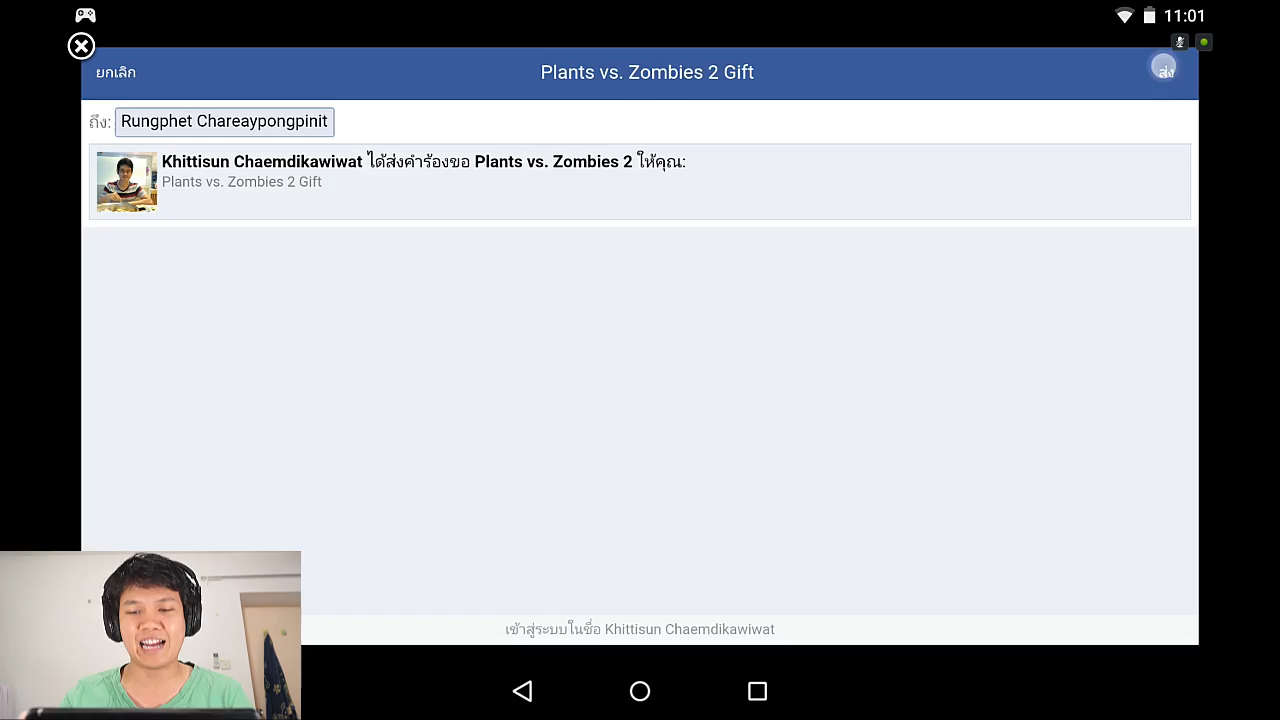 11:01
ยกเลิก
Plants vs. Zombies 2 Gift
ส่ง
ถึง: Rungphet Chareaypongpinit
Khittisun Chaemdikawiwat ได้ส่งคำร้องขอ Plants vs. Zombies 2 ให้คุณ:
Plants vs. Zombies 2 Gift
เข้าสู่ระบบในชื่อ Khittisun Chaemdikawiwat